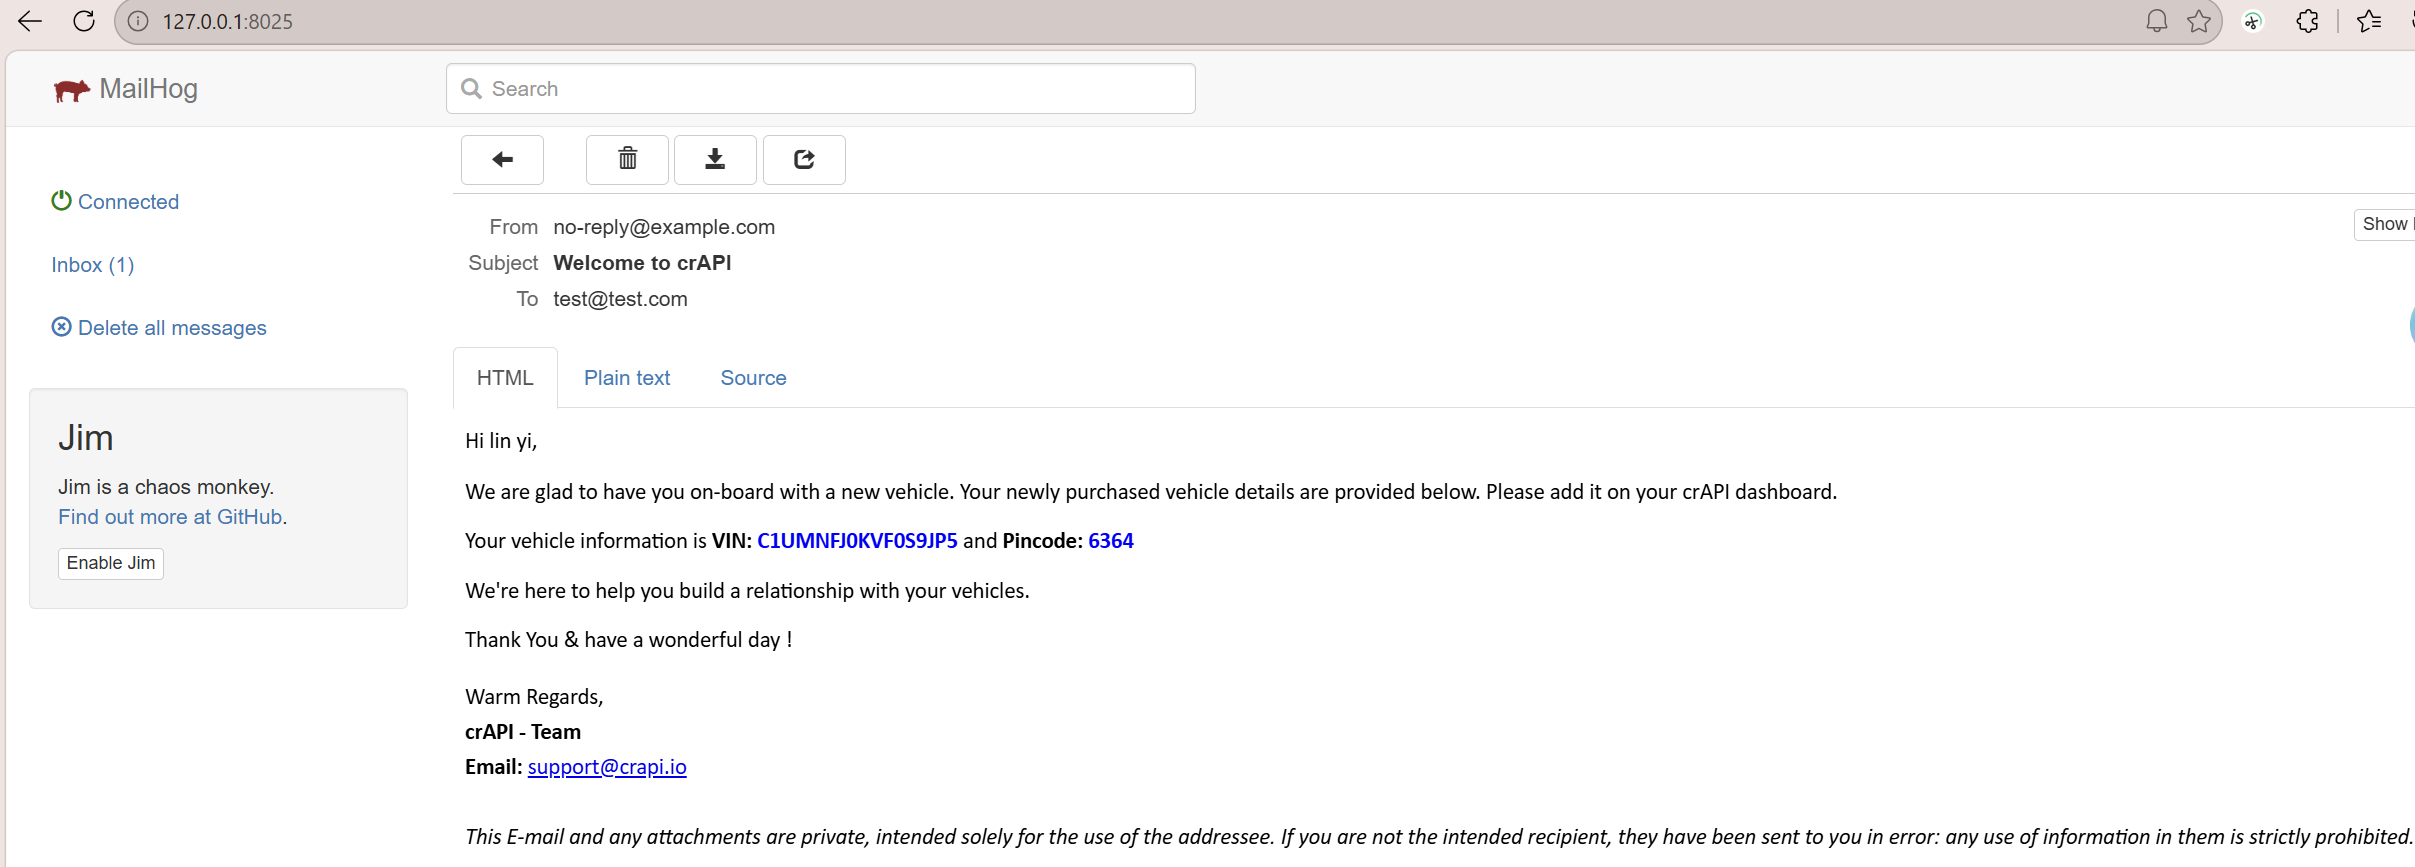 127.0.0.1:8025
MailHog
Search
Connected
Inbox (1)
Delete all messages
Jim
Jim is a chaos monkey.
Find out more at GitHub.
Enable Jim
From no-reply@example.com
Show
Subject Welcome to crAPI
To test@test.com
HTML Plain text Source
Hi lin yi,
We are glad to have you on-board with a new vehicle. Your newly purchased vehicle details are provided below. Please add it on your crAPI dashboard.
Your vehicle information is VIN: C1UMNFJ0KVF0S9JP5 and Pincode: 6364
We're here to help you build a relationship with your vehicles.
Thank You & have a wonderful day !
Warm Regards,
crAPI - Team
Email: support@crapi.io
This E-mail and any attachments are private, intended solely for the use of the addressee. If you are not the intended recipient, they have been sent to you in error: any use of information in them is strictly prohibited.